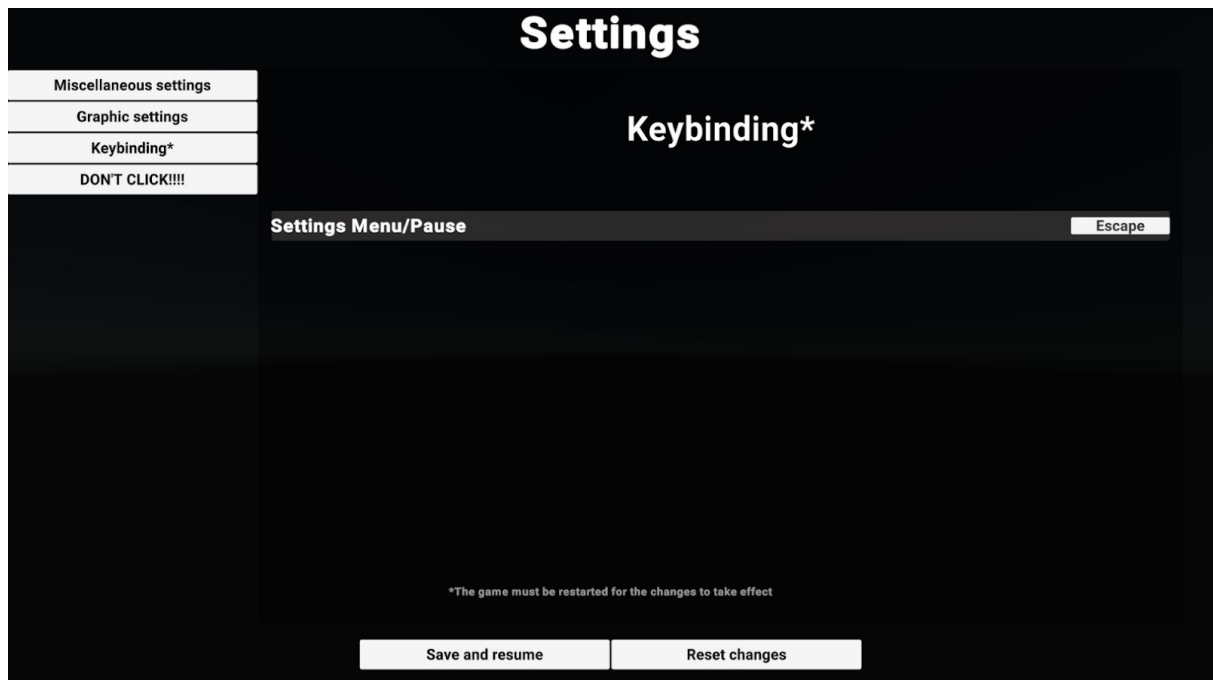 Settings
Miscellaneous settings
Graphic settings
Keybinding*
DON'T CLICK!!!!
Keybinding*
Settings Menu/Pause
Escape
*The game must be restarted for the changes to take effect
Save and resume
Reset changes